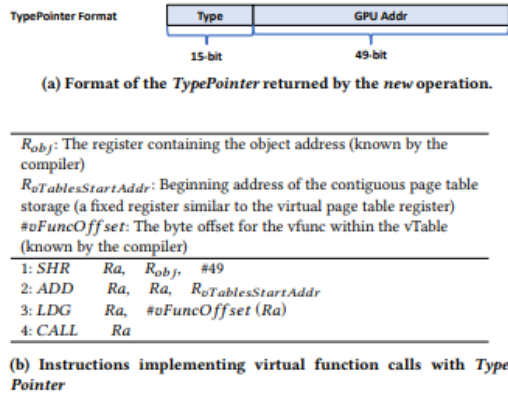 TypePointer Format
Type GPU Addr
15-bit 49-bit
(a) Format of the TypePointer returned by the new operation.
R_obj: The register containing the object address (known by the
compiler)
R_vTablesStartAddr: Beginning address of the contiguous page table
storage (a fixed register similar to the virtual page table register)
#vFuncOffset: The byte offset for the vfunc within the vTable
(known by the compiler)
1: SHR Ra, R_obj, #49
2: ADD Ra, Ra, R_vTablesStartAddr
3: LDG Ra, #vFuncOffset (Ra)
4: CALL Ra
(b) Instructions implementing virtual function calls with Type
Pointer